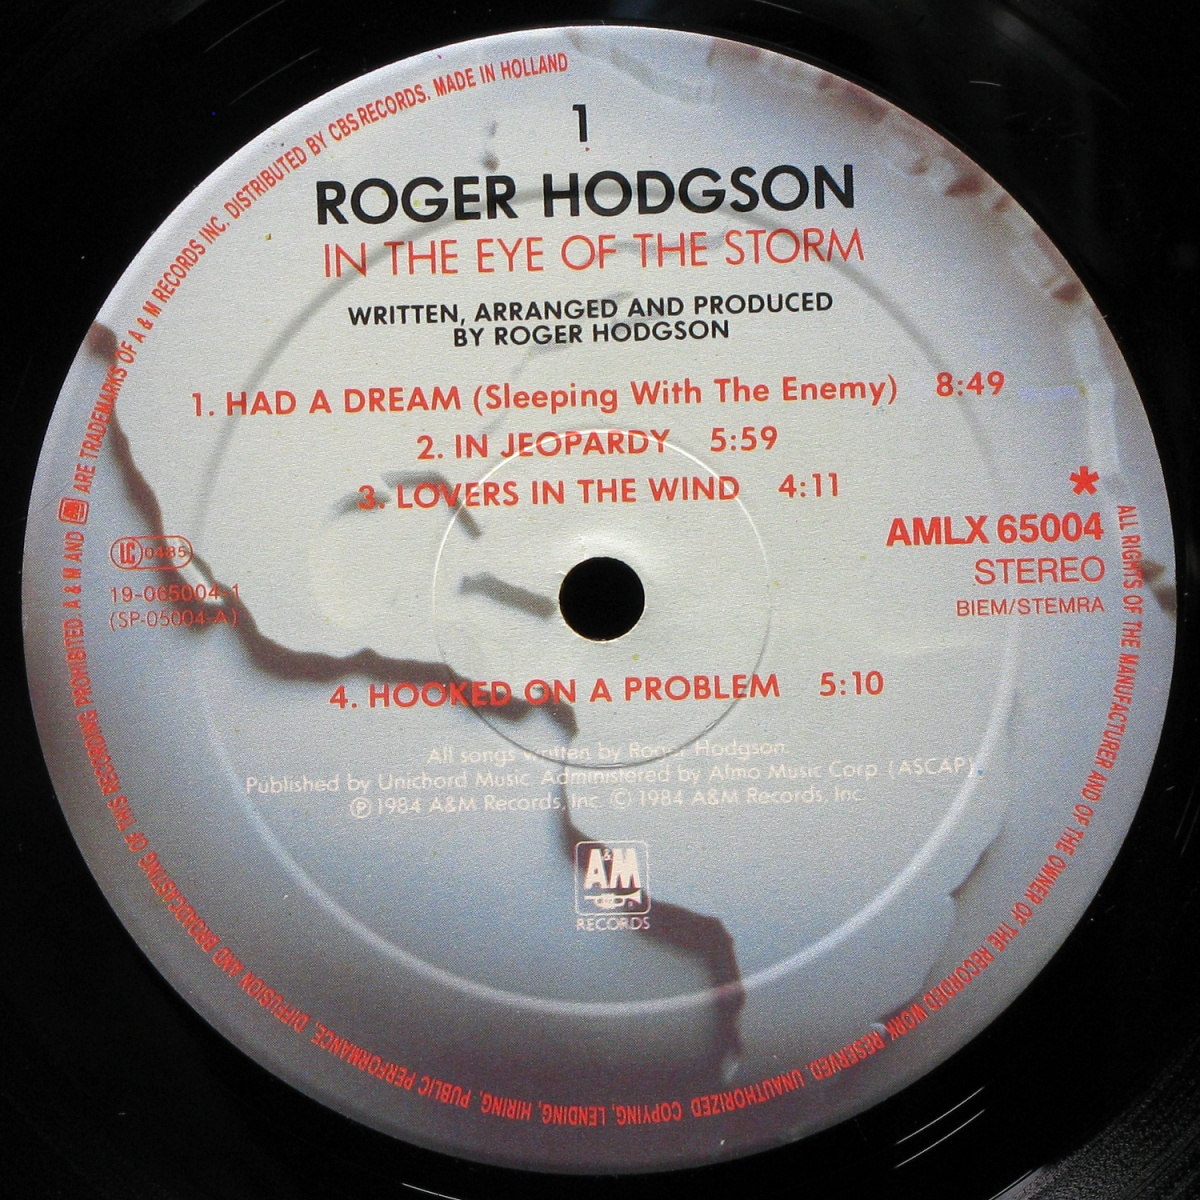 1
ROGER HODGSON
IN THE EYE OF THE STORM
WRITTEN, ARRANGED AND PRODUCED
BY ROGER HODGSON
1. HAD A DREAM (Sleeping With The Enemy) 8:49
2. IN JEOPARDY 5:59
3. LOVERS IN THE WIND 4:11
*
AMLX 65004
STEREO
BIEM/STEMRA
LC 0485
19-065004-1
(SP-05004-A)
4. HOOKED ON A PROBLEM 5:10
All songs written by Roger Hodgson
Published by Unichord Music Administered by Almo Music Corp (ASCAP).
℗ 1984 A&M Records, Inc. © 1984 A&M Records, Inc.
A&M
RECORDS
ALL RIGHTS OF THE MANUFACTURER AND OF THE OWNER OF THE RECORDED WORK RESERVED. UNAUTHORIZED COPYING, LENDING, HIRING, PUBLIC PERFORMANCE, DIFFUSION AND BROADCASTING OF THIS RECORDING PROHIBITED. A & M AND A&M ARE TRADEMARKS OF A & M RECORDS INC. DISTRIBUTED BY CBS RECORDS. MADE IN HOLLAND